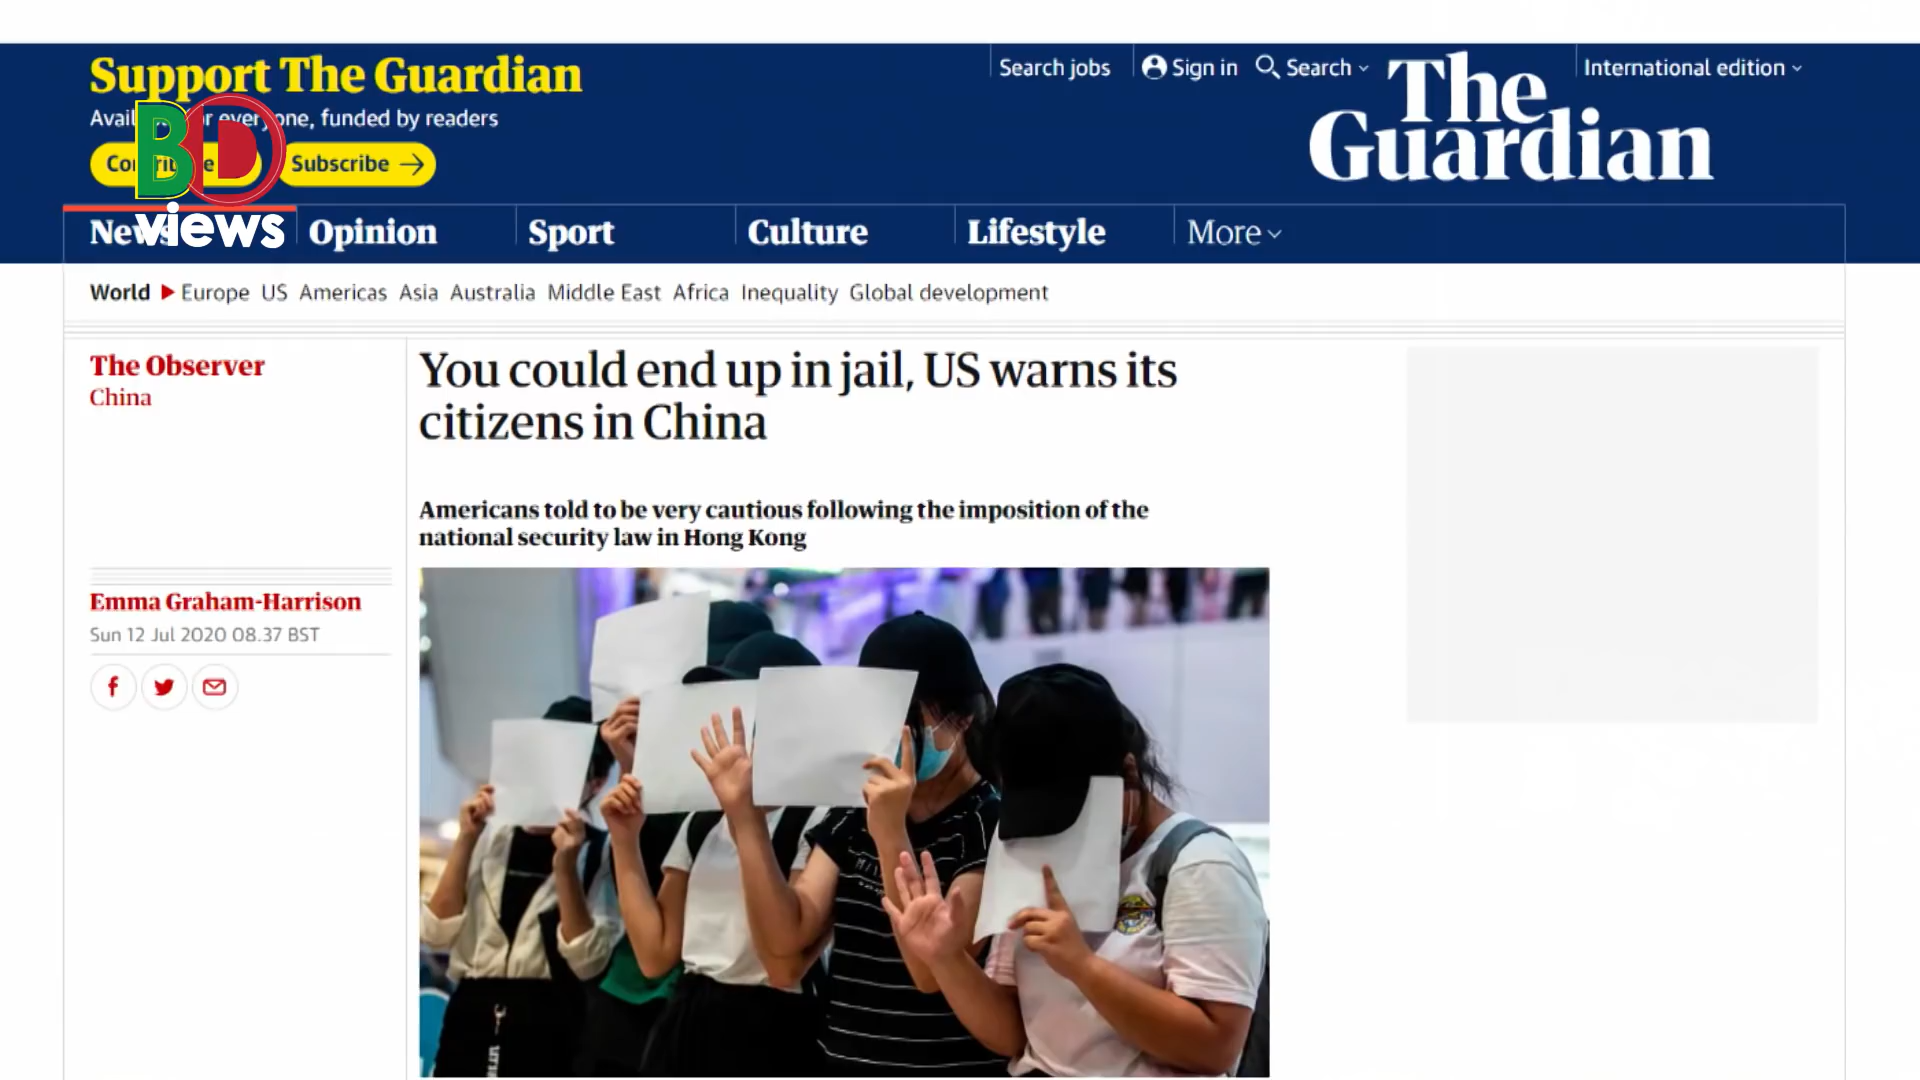 Support The Guardian
Search jobs
Sign in
Search
International edition
The
Guardian
everyone, funded by readers
Subscribe
BD
views
Opinion
Sport
Culture
Lifestyle
More
World
Europe
US
Americas
Asia
Australia
Middle East
Africa
Inequality
Global development
The Observer
China
You could end up in jail, US warns its
citizens in China
Americans told to be very cautious following the imposition of the
national security law in Hong Kong
Emma Graham-Harrison
Sun 12 Jul 2020 08.37 BST